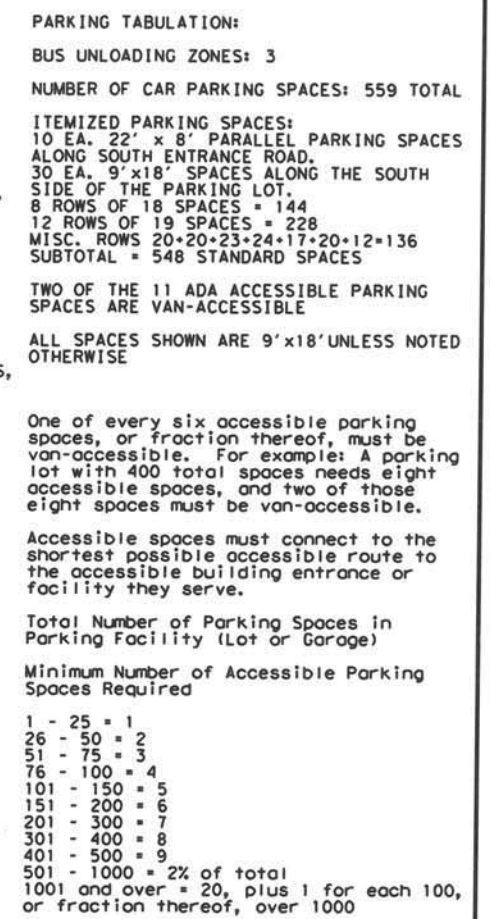 PARKING TABULATION:
BUS UNLOADING ZONES: 3
NUMBER OF CAR PARKING SPACES: 559 TOTAL
ITEMIZED PARKING SPACES:
10 EA. 22' x 8' PARALLEL PARKING SPACES
ALONG SOUTH ENTRANCE ROAD.
30 EA. 9'x18' SPACES ALONG THE SOUTH
SIDE OF THE PARKING LOT.
8 ROWS OF 18 SPACES = 144
12 ROWS OF 19 SPACES = 228
MISC. ROWS 20+20+23+24+17+20+12=136
SUBTOTAL = 548 STANDARD SPACES
TWO OF THE 11 ADA ACCESSIBLE PARKING
SPACES ARE VAN-ACCESSIBLE
ALL SPACES SHOWN ARE 9'x18'UNLESS NOTED
OTHERWISE
S,
One of every six accessible parking
spaces, or fraction thereof, must be
van-accessible. For example: A parking
lot with 400 total spaces needs eight
accessible spaces, and two of those
eight spaces must be van-accessible.
Accessible spaces must connect to the
shortest possible accessible route to
the accessible building entrance or
facility they serve.
Total Number of Parking Spaces in
Parking Facility (Lot or Garage)
Minimum Number of Accessible Parking
Spaces Required
1 - 25 = 1
26 - 50 = 2
51 - 75 = 3
76 - 100 = 4
101 - 150 = 5
151 - 200 = 6
201 - 300 = 7
301 - 400 = 8
401 - 500 = 9
501 - 1000 = 2% of total
1001 and over = 20, plus 1 for each 100,
or fraction thereof, over 1000